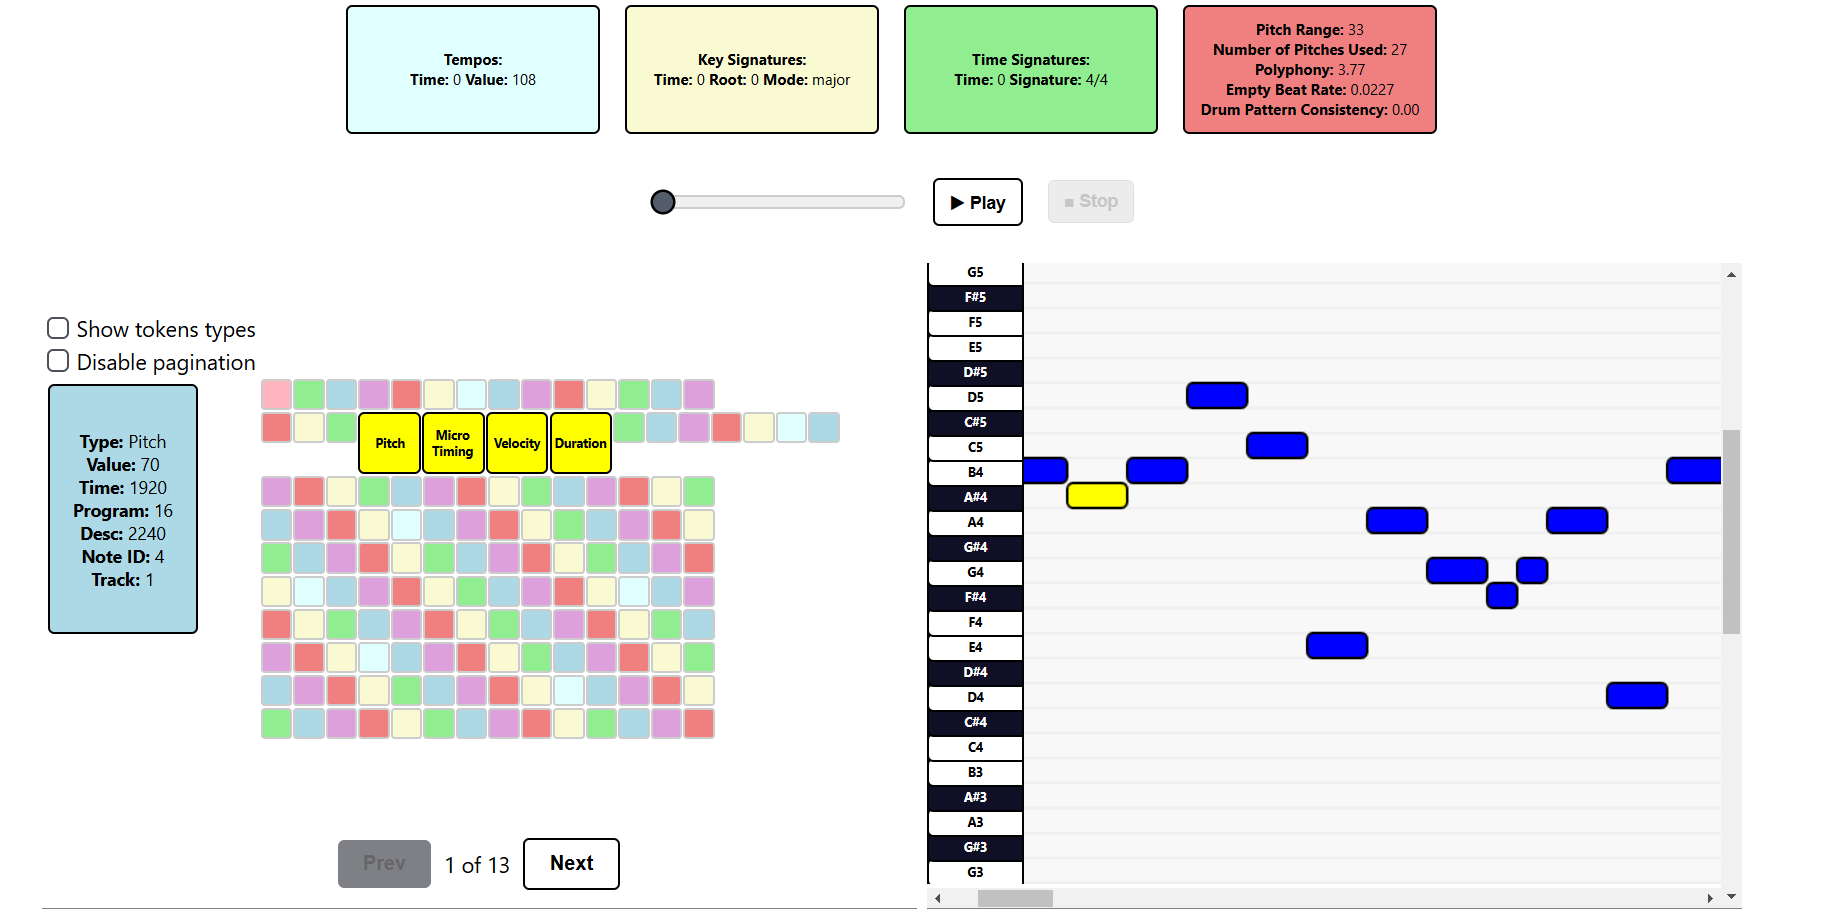 Tempos:
Time: 0 Value: 108
Key Signatures:
Time: 0 Root: 0 Mode: major
Time Signatures:
Time: 0 Signature: 4/4
Pitch Range: 33
Number of Pitches Used: 27
Polyphony: 3.77
Empty Beat Rate: 0.0227
Drum Pattern Consistency: 0.00
▶ Play
■ Stop
Show tokens types
Disable pagination
Type: Pitch
Value: 70
Time: 1920
Program: 16
Desc: 2240
Note ID: 4
Track: 1
Pitch
Micro
Timing
Velocity
Duration
Prev
1 of 13
Next
G5
F#5
F5
E5
D#5
D5
C#5
C5
B4
A#4
A4
G#4
G4
F#4
F4
E4
D#4
D4
C#4
C4
B3
A#3
A3
G#3
G3